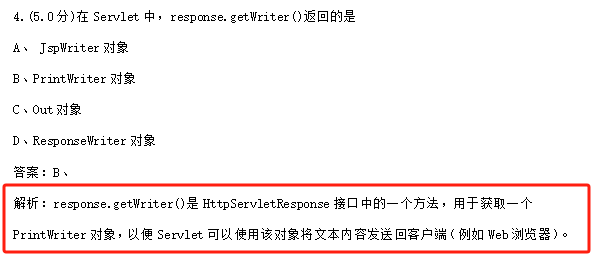 4.(5.0分)在 Servlet 中，response.getWriter()返回的是
A、 JspWriter 对象
B、PrintWriter 对象
C、Out 对象
D、ResponseWriter 对象
答案：B、
解析：response.getWriter()是 HttpServletResponse 接口中的一个方法，用于获取一个
PrintWriter 对象，以便 Servlet 可以使用该对象将文本内容发送回客户端（例如 Web 浏览器）。